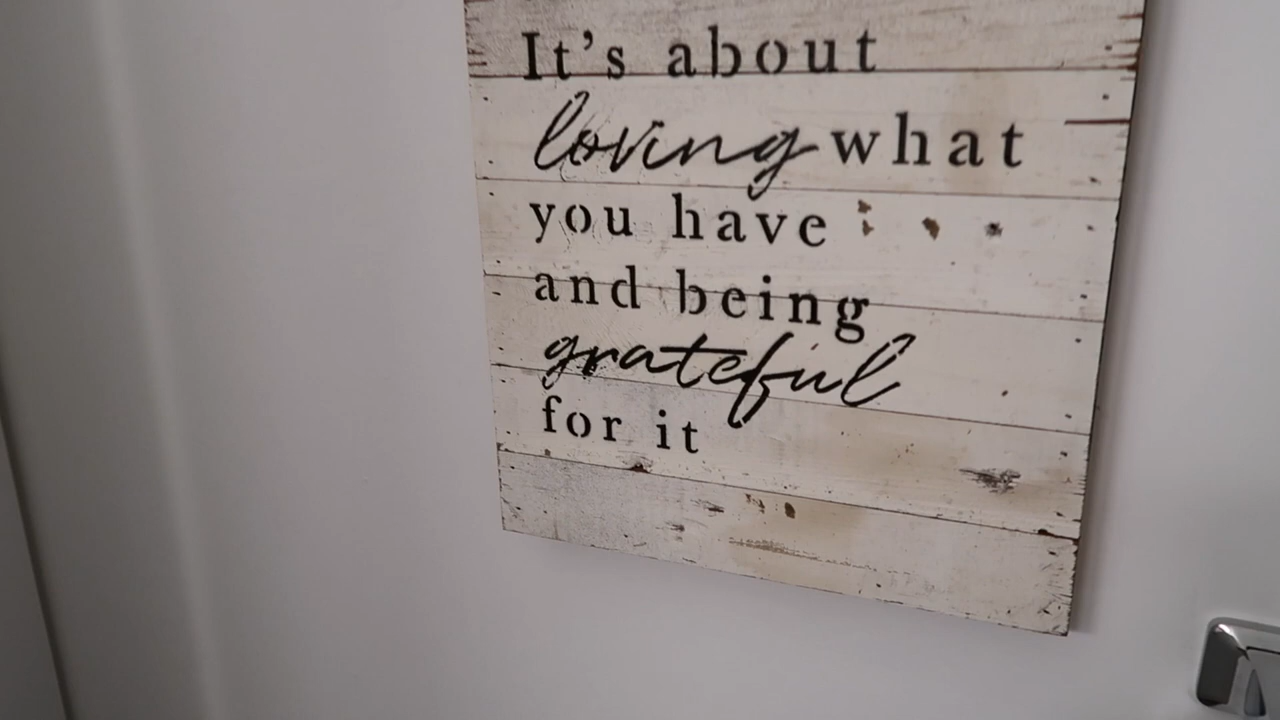 It's about
loving what
you have
and being
grateful
for it